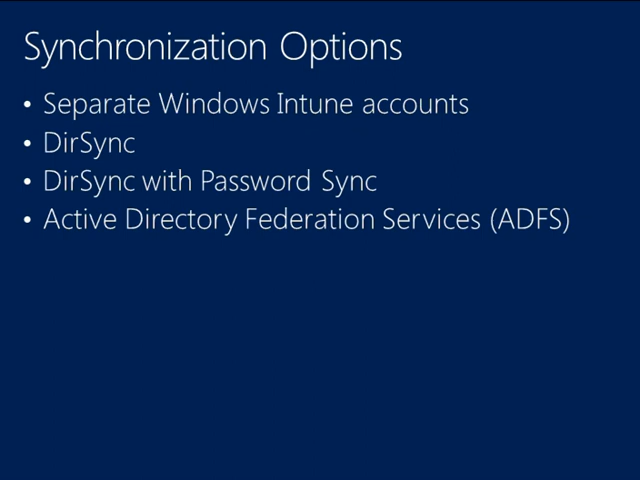 Synchronization Options
• Separate Windows Intune accounts
• DirSync
• DirSync with Password Sync
• Active Directory Federation Services (ADFS)